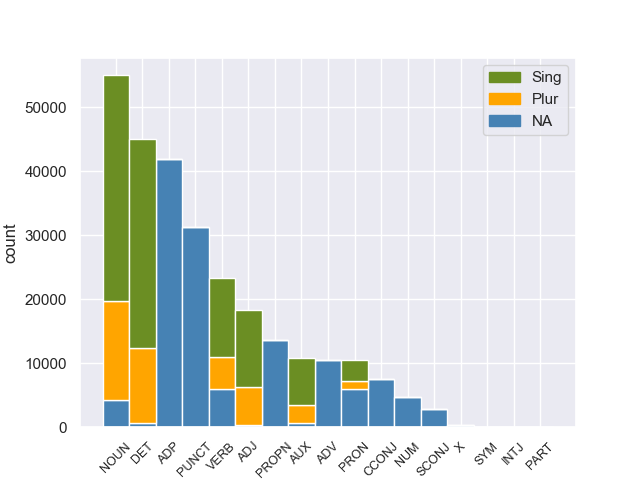 Sing
Plur
NA
50000
40000
30000
20000
10000
0
count
NOUN
DET
ADP
PUNCT
VERB
ADJ
PROPN
AUX
ADV
PRON
CCONJ
NUM
SCONJ
X
SYM
INTJ
PART